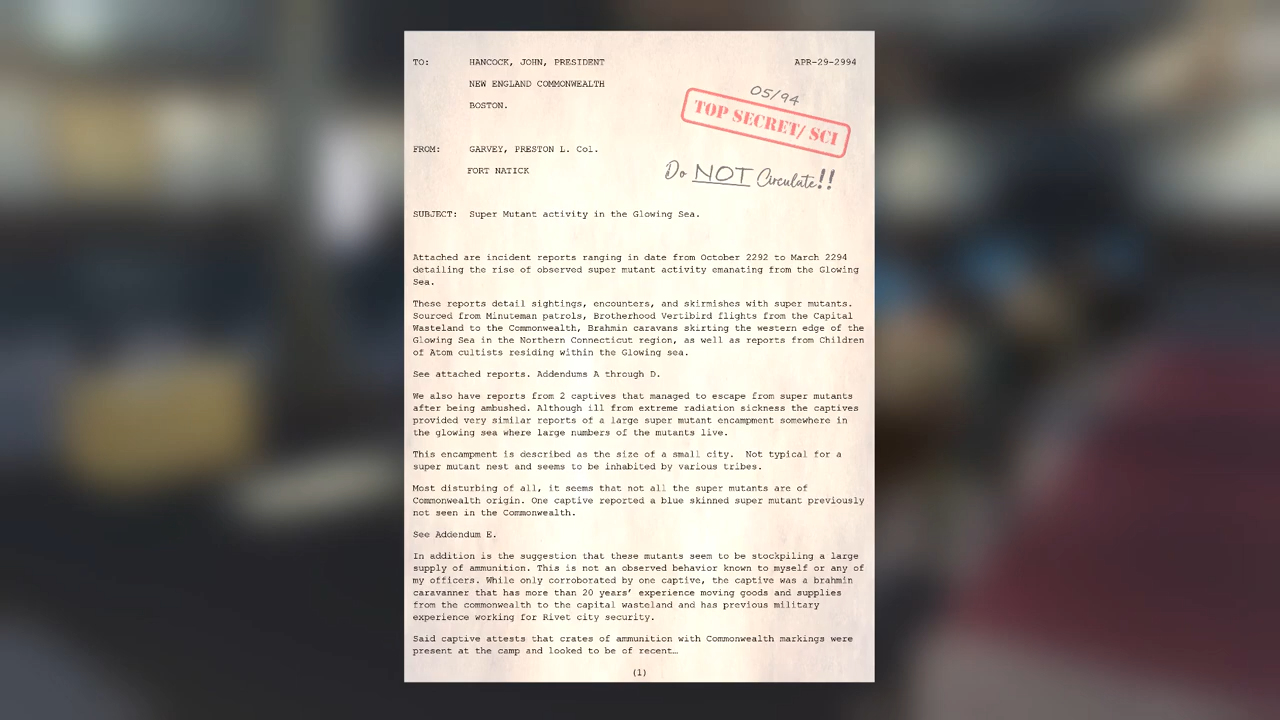 TO: HANCOCK, JOHN, PRESIDENT APR-29-2994
NEW ENGLAND COMMONWEALTH
BOSTON.
05/94
TOP SECRET/ SCI
FROM: GARVEY, PRESTON L. Col.
FORT NATICK
Do NOT Circulate!!
SUBJECT: Super Mutant activity in the Glowing Sea.
Attached are incident reports ranging in date from October 2292 to March 2294
detailing the rise of observed super mutant activity emanating from the Glowing
Sea.
These reports detail sightings, encounters, and skirmishes with super mutants.
Sourced from Minuteman patrols, Brotherhood Vertibird flights from the Capital
Wasteland to the Commonwealth, Brahmin caravans skirting the western edge of the
Glowing Sea in the Northern Connecticut region, as well as reports from Children
of Atom cultists residing within the Glowing sea.
See attached reports. Addendums A through D.
We also have reports from 2 captives that managed to escape from super mutants
after being ambushed. Although ill from extreme radiation sickness the captives
provided very similar reports of a large super mutant encampment somewhere in
the glowing sea where large numbers of the mutants live.
This encampment is described as the size of a small city. Not typical for a
super mutant nest and seems to be inhabited by various tribes.
Most disturbing of all, it seems that not all the super mutants are of
Commonwealth origin. One captive reported a blue skinned super mutant previously
not seen in the Commonwealth.
See Addendum E.
In addition is the suggestion that these mutants seem to be stockpiling a large
supply of ammunition. This is not an observed behavior known to myself or any of
my officers. While only corroborated by one captive, the captive was a brahmin
caravanner that has more than 20 years’ experience moving goods and supplies
from the commonwealth to the capital wasteland and has previous military
experience working for Rivet city security.
Said captive attests that crates of ammunition with Commonwealth markings were
present at the camp and looked to be of recent…
(1)